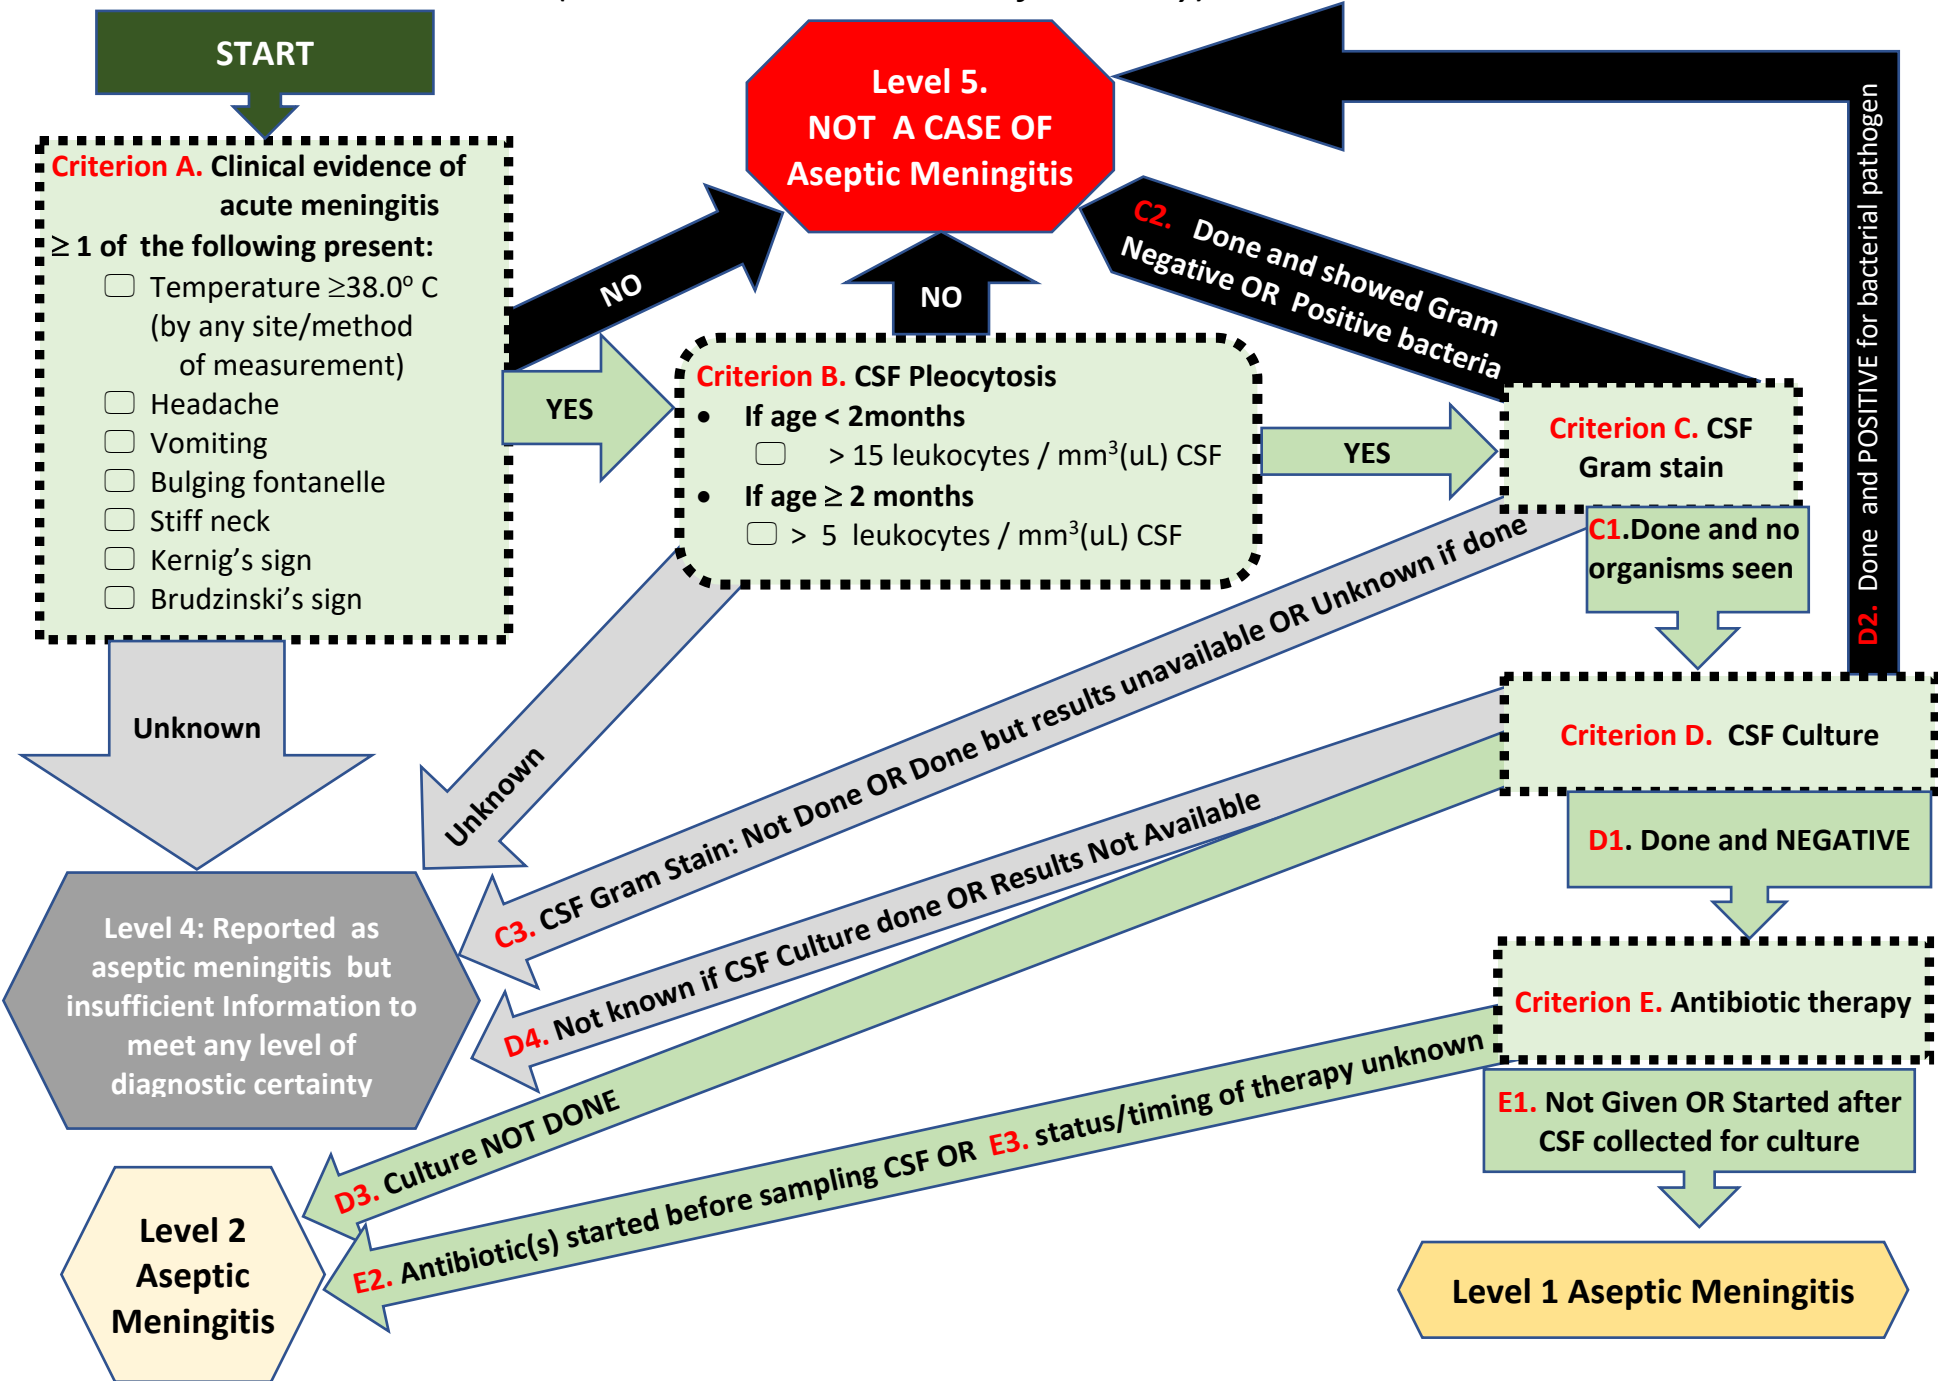 START
Level 5.
NOT A CASE OF
Aseptic Meningitis
Criterion A. Clinical evidence of
acute meningitis
≥ 1 of the following present:
Temperature ≥38.0º C
(by any site/method
of measurement)
Headache
Vomiting
Bulging fontanelle
Stiff neck
Kernig's sign
Brudzinski's sign
NO
YES
Unknown
NO
Criterion B. CSF Pleocytosis
• If age < 2months
> 15 leukocytes / mm³(uL) CSF
• If age ≥ 2 months
> 5 leukocytes / mm³(uL) CSF
YES
Unknown
C2. Done and showed Gram
Negative OR Positive bacteria
Criterion C. CSF
Gram stain
C1.Done and no
organisms seen
C3. CSF Gram Stain: Not Done OR Done but results unavailable OR Unknown if done
D2. Done and POSITIVE for bacterial pathogen
Criterion D. CSF Culture
D1. Done and NEGATIVE
D4. Not known if CSF Culture done OR Results Not Available
D3. Culture NOT DONE
Criterion E. Antibiotic therapy
E1. Not Given OR Started after
CSF collected for culture
E2. Antibiotic(s) started before sampling CSF OR E3. status/timing of therapy unknown
Level 4: Reported as
aseptic meningitis but
insufficient Information to
meet any level of
diagnostic certainty
Level 2
Aseptic
Meningitis
Level 1 Aseptic Meningitis